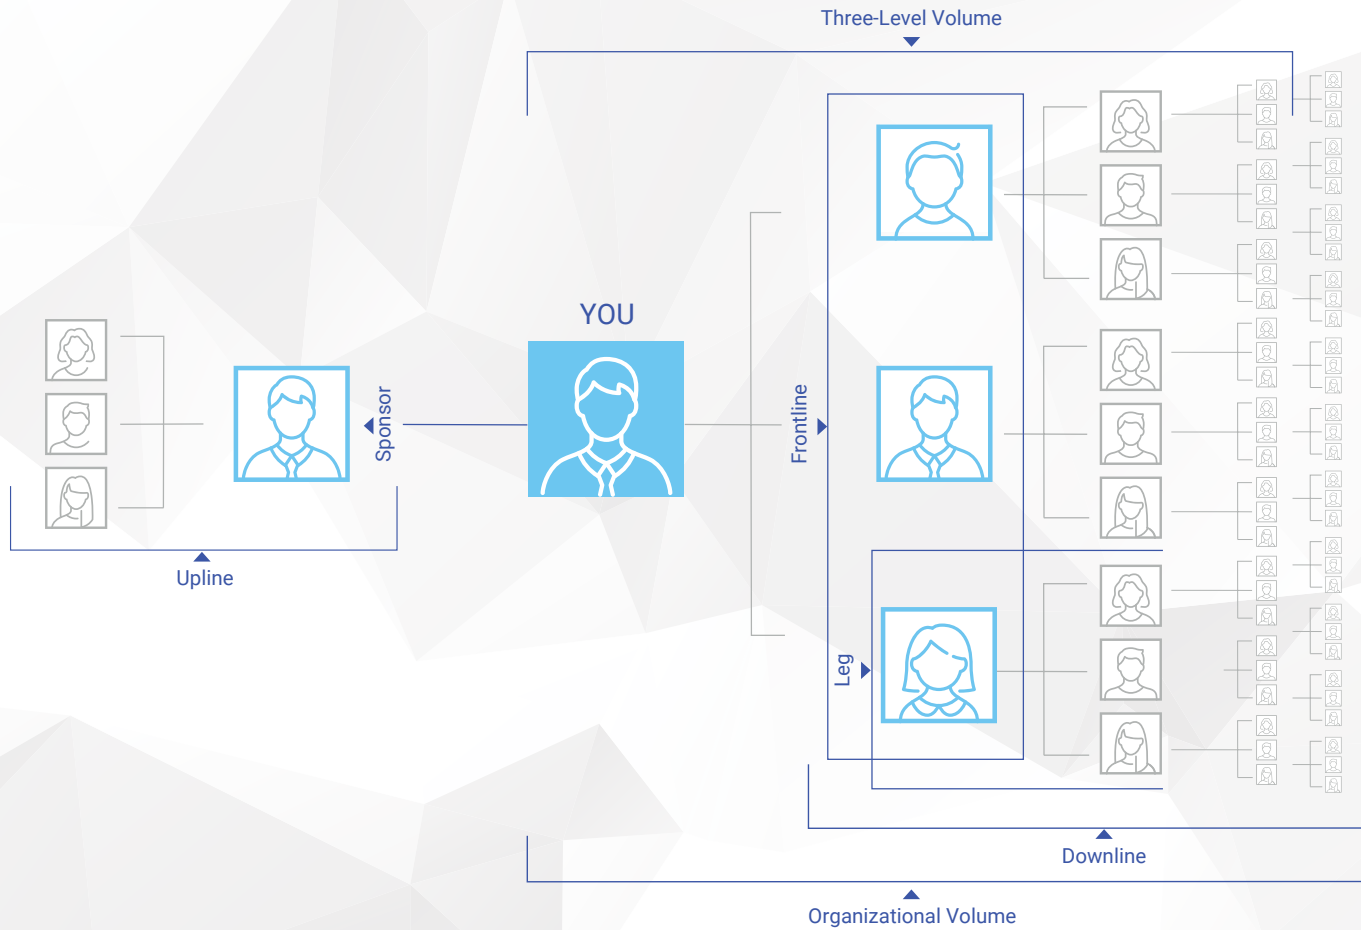 Three-Level Volume
YOU
Sponsor
Frontline
Upline
Leg
Downline
Organizational Volume